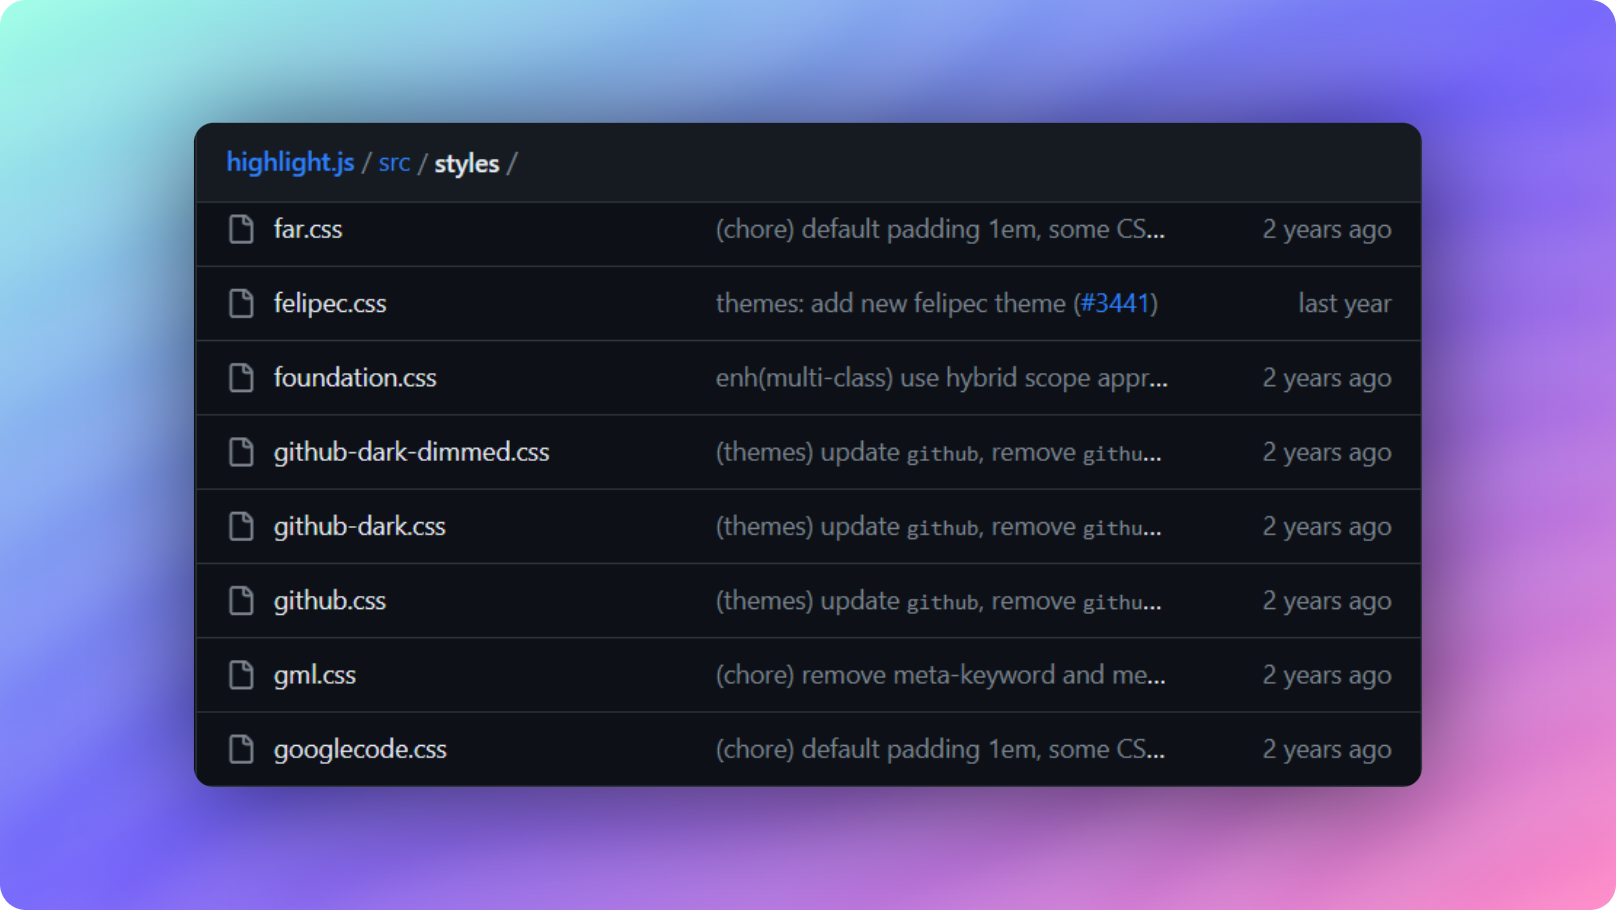 highlight.js / src / styles /
far.css (chore) default padding 1em, some CS... 2 years ago
felipec.css themes: add new felipec theme (#3441) last year
foundation.css enh(multi-class) use hybrid scope appr... 2 years ago
github-dark-dimmed.css (themes) update github, remove githu... 2 years ago
github-dark.css (themes) update github, remove githu... 2 years ago
github.css (themes) update github, remove githu... 2 years ago
gml.css (chore) remove meta-keyword and me... 2 years ago
googlecode.css (chore) default padding 1em, some CS... 2 years ago